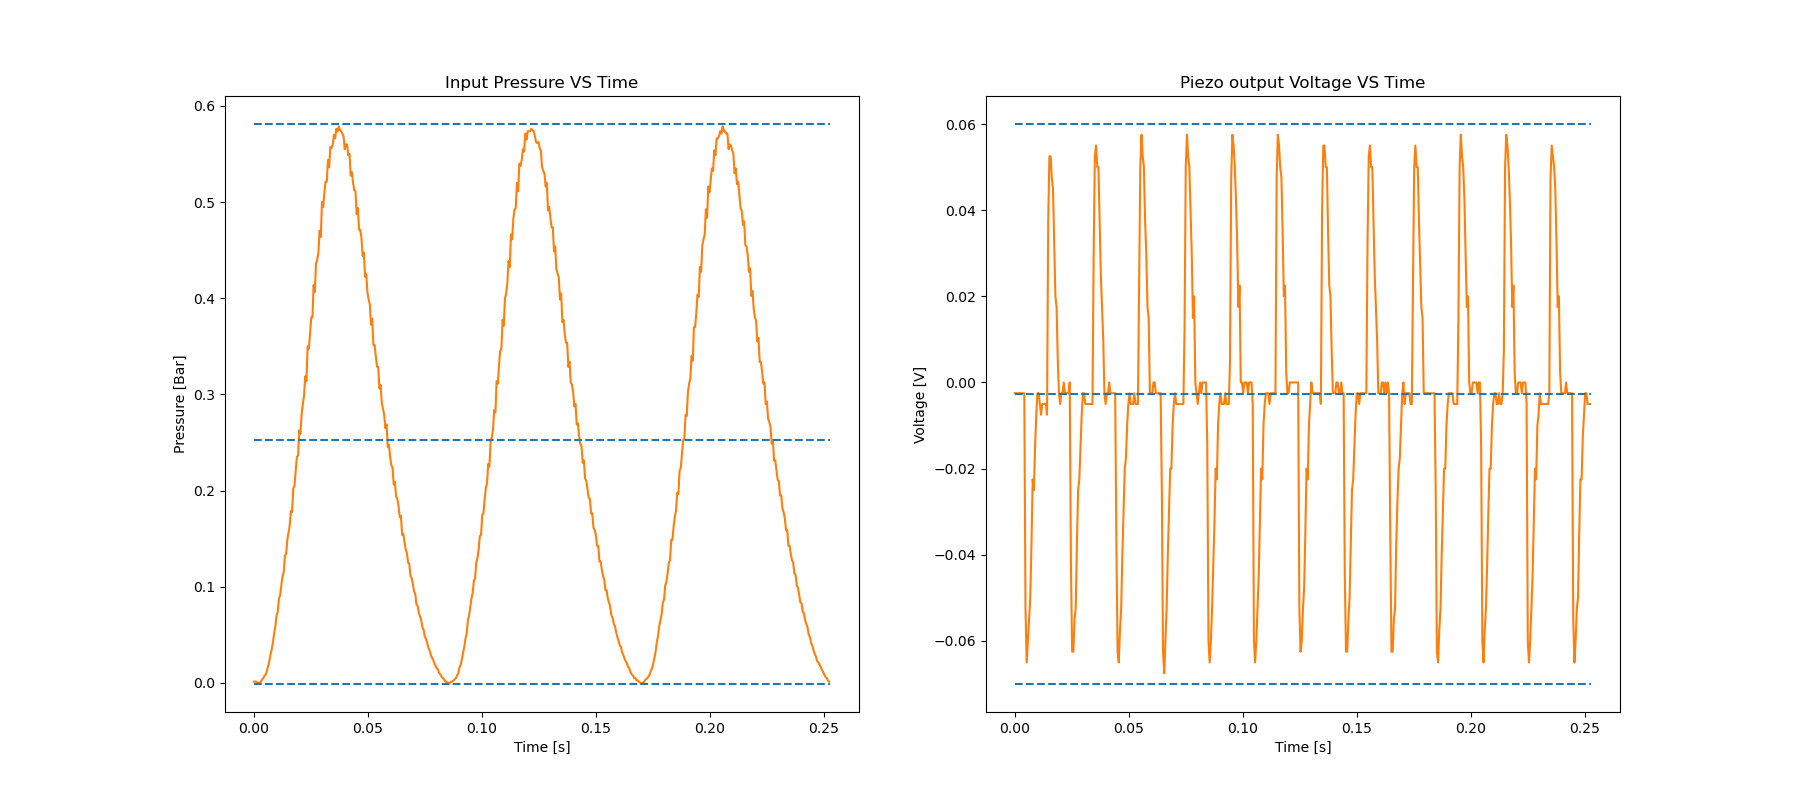 Input Pressure VS Time
0.6
0.5
0.4
0.3
0.2
0.1
0.0
Pressure [Bar]
0.00 0.05 0.10 0.15 0.20 0.25
Time [s]
Piezo output Voltage VS Time
0.06
0.04
0.02
0.00
−0.02
−0.04
−0.06
Voltage [V]
0.00 0.05 0.10 0.15 0.20 0.25
Time [s]